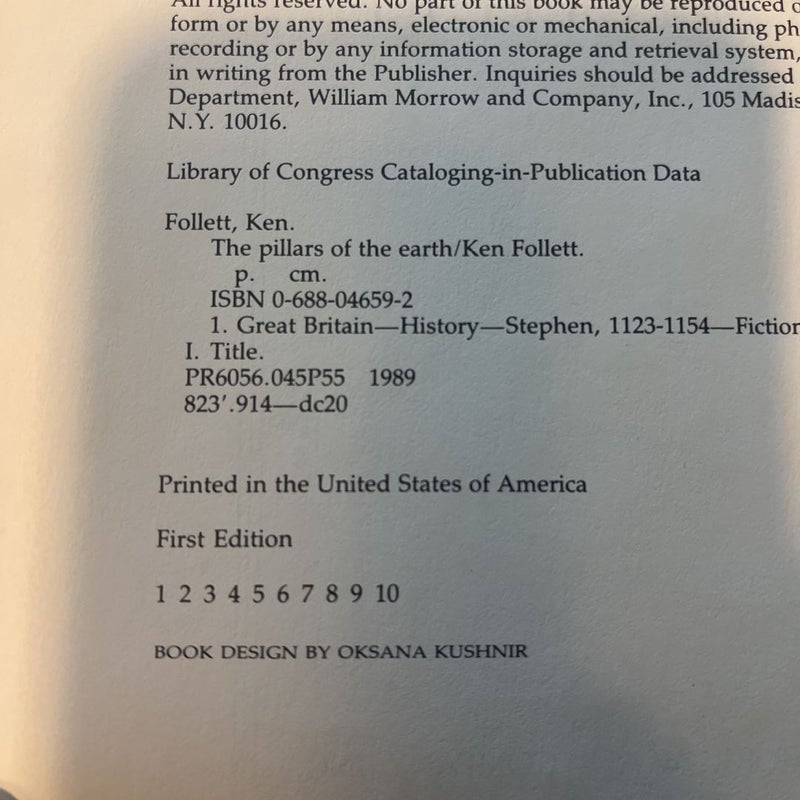 All rights reserved. No part of this book may be reproduced
form or by any means, electronic or mechanical, including
recording or by any information storage and retrieval system,
in writing from the Publisher. Inquiries should be addressed
Department, William Morrow and Company, Inc., 105
N.Y. 10016.
Library of Congress Cataloging-in-Publication Data
Follett, Ken.
The pillars of the earth/Ken Follett.
p. cm.
ISBN 0-688-04659-2
1. Great Britain—History—Stephen, 1123-1154—Fiction
I. Title.
PR6056.045P55 1989
823'.914—dc20
Printed in the United States of America
First Edition
1 2 3 4 5 6 7 8 9 10
BOOK DESIGN BY OKSANA KUSHNIR